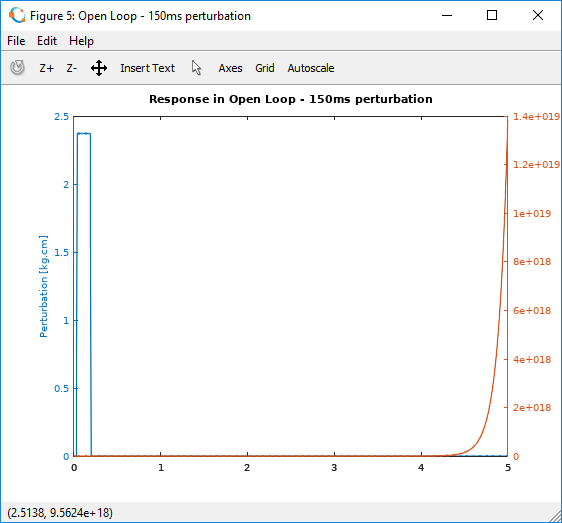 Figure 5: Open Loop - 150ms perturbation
File Edit Help
Z+ Z- Insert Text Axes Grid Autoscale
Response in Open Loop - 150ms perturbation
2.5
2
1.5
1
0.5
0
Perturbation [kg.cm]
1.4e+019
1.2e+019
1e+019
8e+018
6e+018
4e+018
2e+018
0
0 1 2 3 4 5
(2.5138, 9.5624e+18)